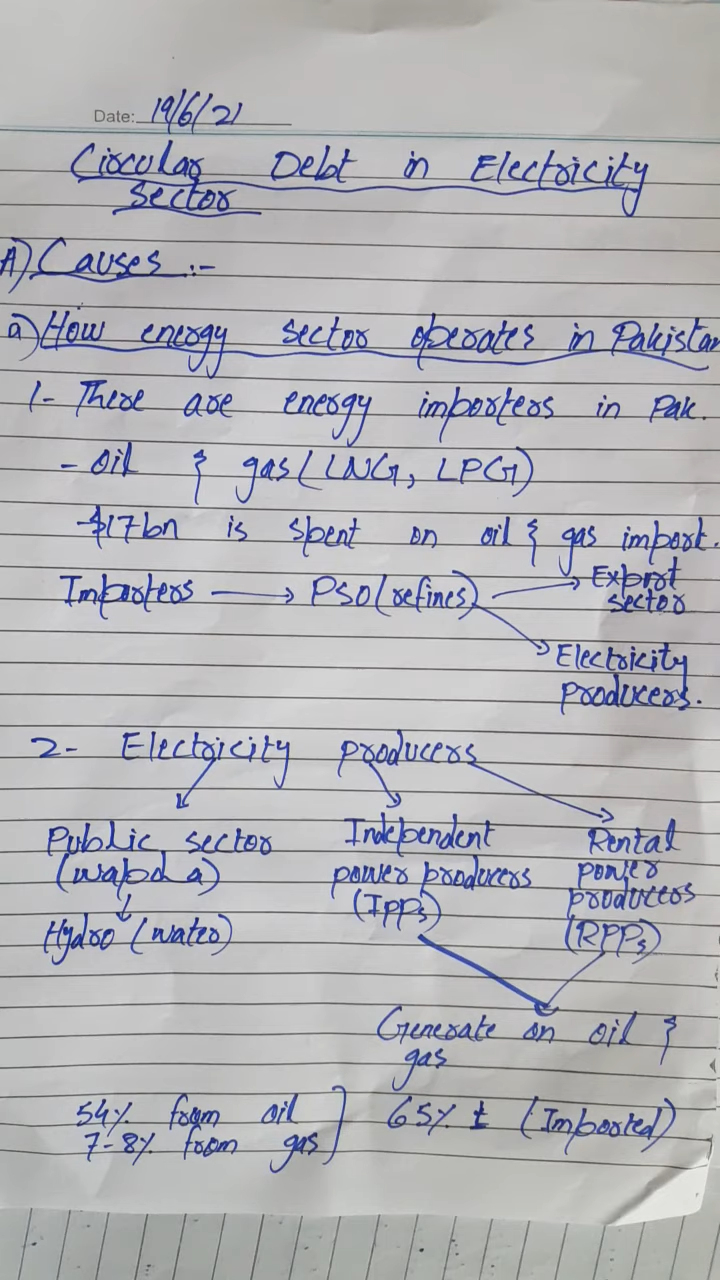 Date: 19/6/21
Circular Debt in Electricity
Sector
A) Causes :-
a) How energy sector operates in Pakistan
1- There are energy importers in Pak.
- oil & gas (LNG, LPG)
- $17bn is spent on oil & gas import.
Importers → PSO (refines) → Export
sector
→ Electricity
producers.
2- Electricity producers
Public sector
(wapda)
↓
Hydro (water)
Independent
power producers
(IPPs)
Rental
power
producers
(RPPs)
Generate on oil &
gas
54% from oil
7-8% from gas
] 65% ± (Imported)